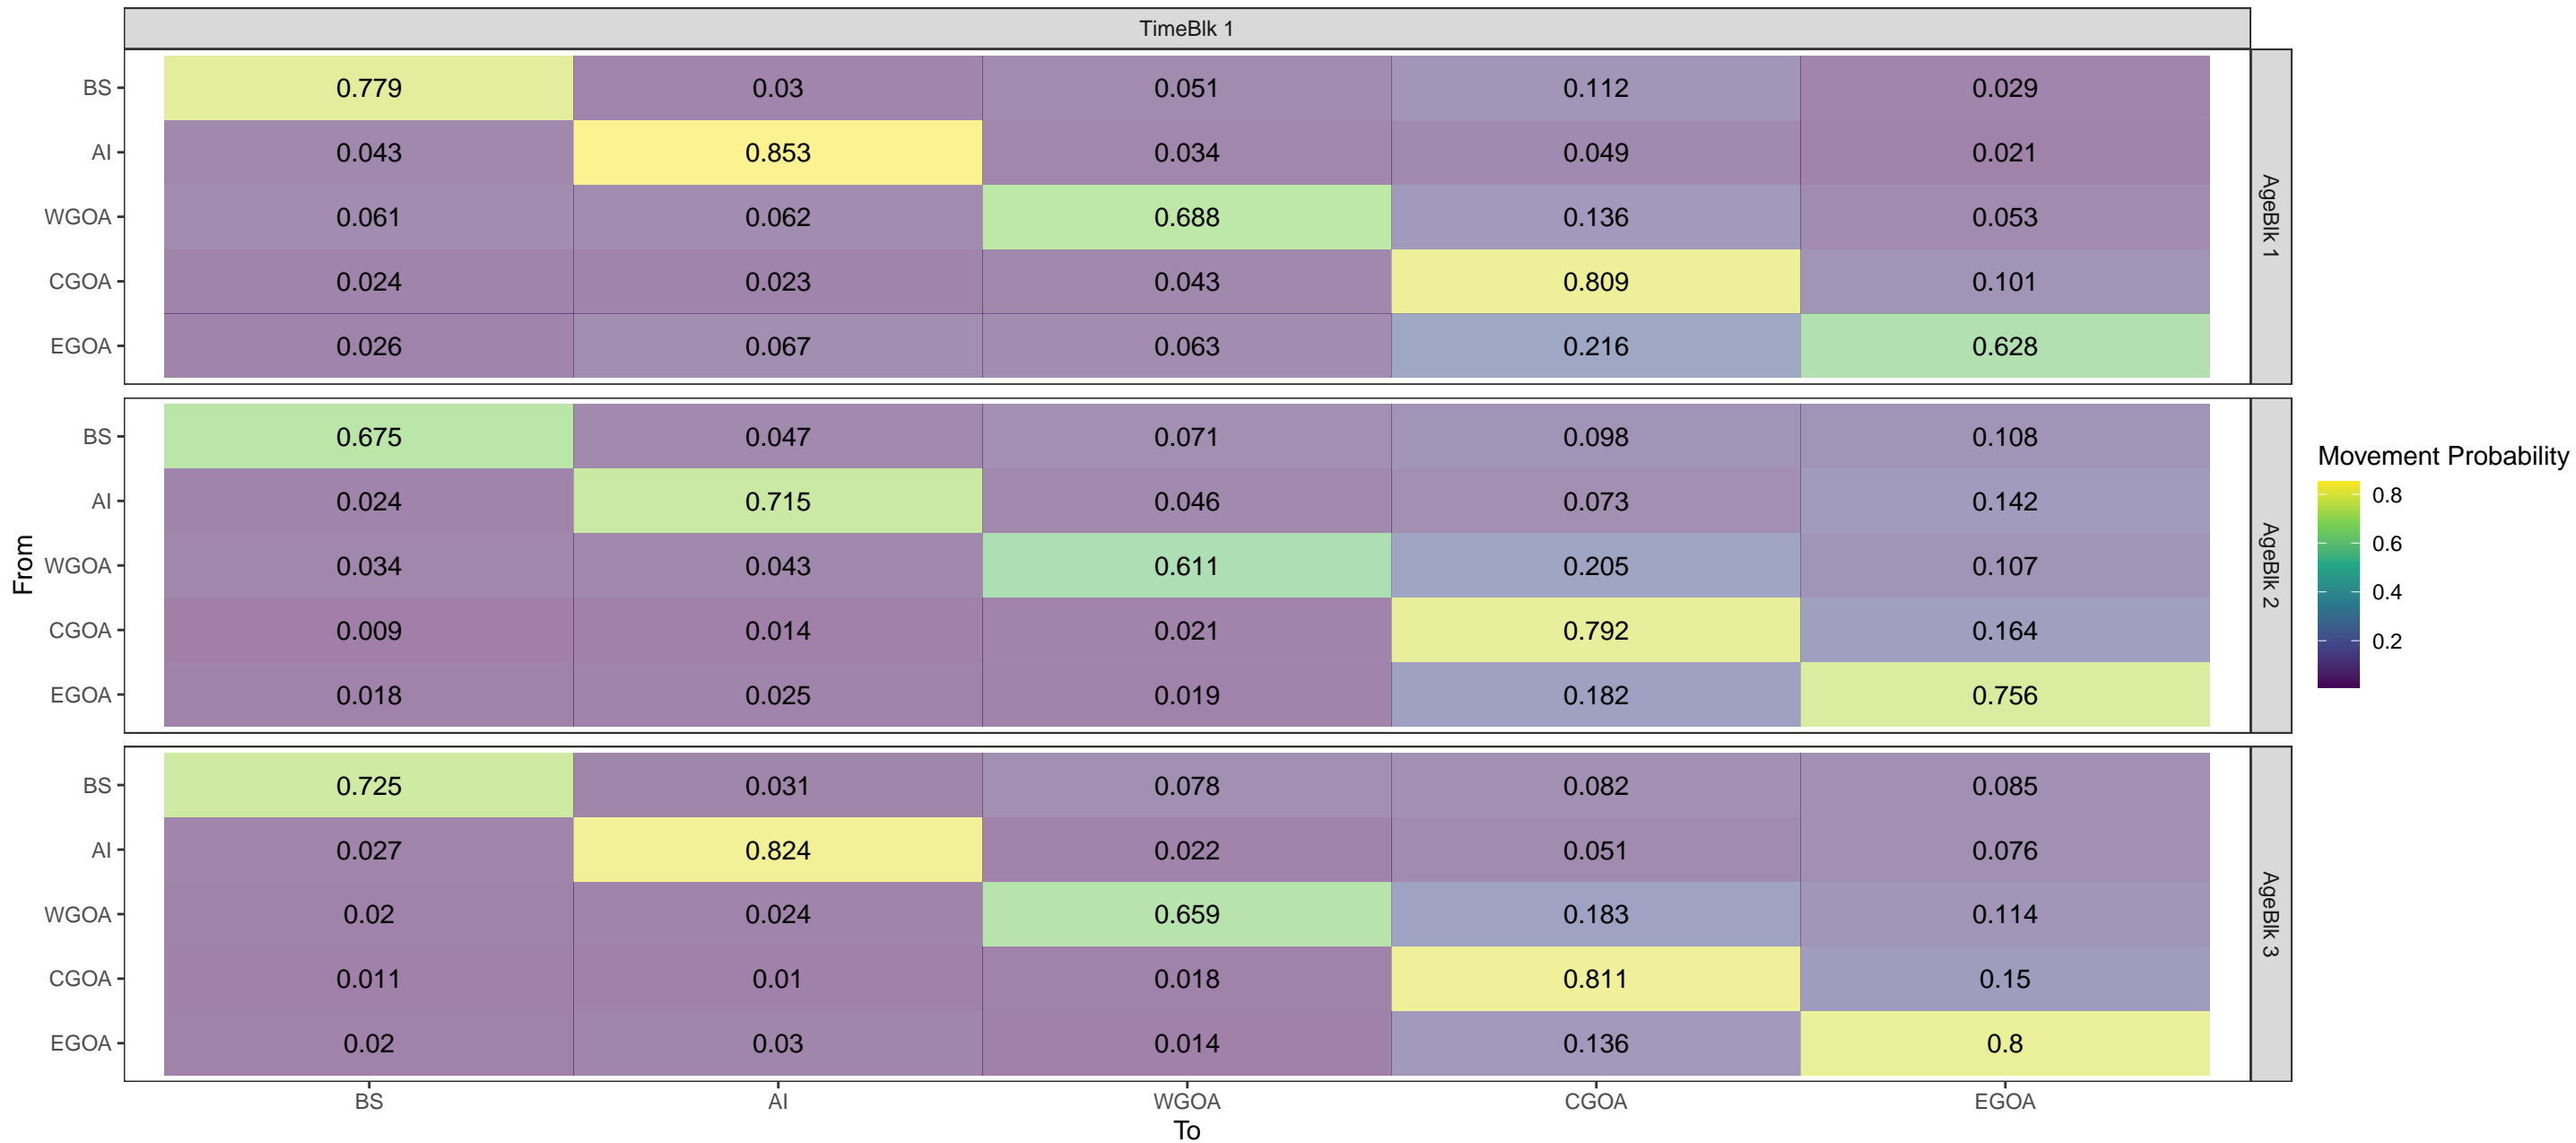 TimeBlk 1
BS 0.779 0.03 0.051 0.112 0.029
AI 0.043 0.853 0.034 0.049 0.021
WGOA 0.061 0.062 0.688 0.136 0.053
CGOA 0.024 0.023 0.043 0.809 0.101
EGOA 0.026 0.067 0.063 0.216 0.628
AgeBlk 1
BS 0.675 0.047 0.071 0.098 0.108
AI 0.024 0.715 0.046 0.073 0.142
WGOA 0.034 0.043 0.611 0.205 0.107
CGOA 0.009 0.014 0.021 0.792 0.164
EGOA 0.018 0.025 0.019 0.182 0.756
AgeBlk 2
BS 0.725 0.031 0.078 0.082 0.085
AI 0.027 0.824 0.022 0.051 0.076
WGOA 0.02 0.024 0.659 0.183 0.114
CGOA 0.011 0.01 0.018 0.811 0.15
EGOA 0.02 0.03 0.014 0.136 0.8
AgeBlk 3
BS AI WGOA CGOA EGOA
To
From
Movement Probability
0.8
0.6
0.4
0.2